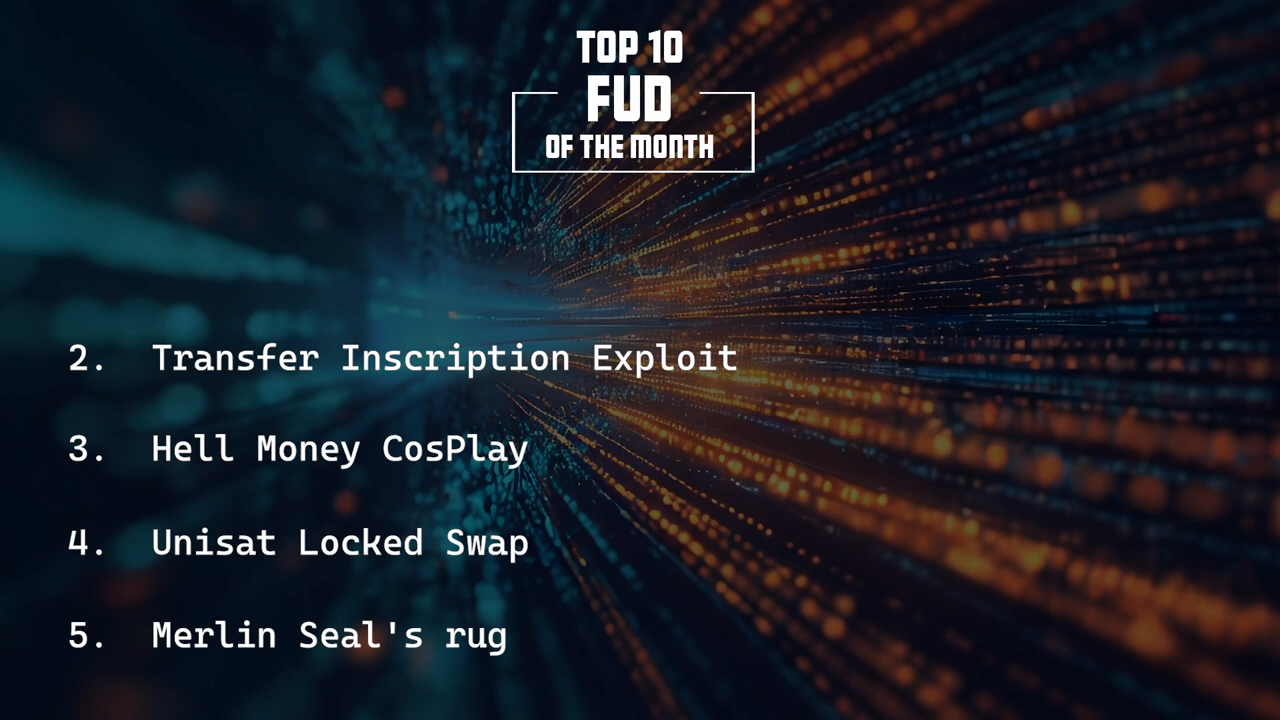 TOP 10
FUD
OF THE MONTH
2. Transfer Inscription Exploit
3. Hell Money CosPlay
4. Unisat Locked Swap
5. Merlin Seal's rug